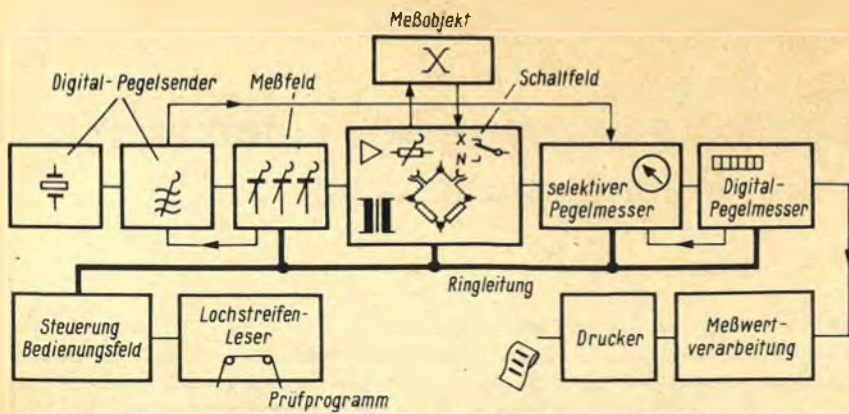 Meßobjekt
Digital-Pegelsender
Meßfeld
Schaltfeld
X
N
selektiver
Pegelmesser
Digital-
Pegelmesser
Ringleitung
Steuerung
Bedienungsfeld
Lochstreifen-
Leser
Prüfprogramm
Drucker
Meßwert-
verarbeitung